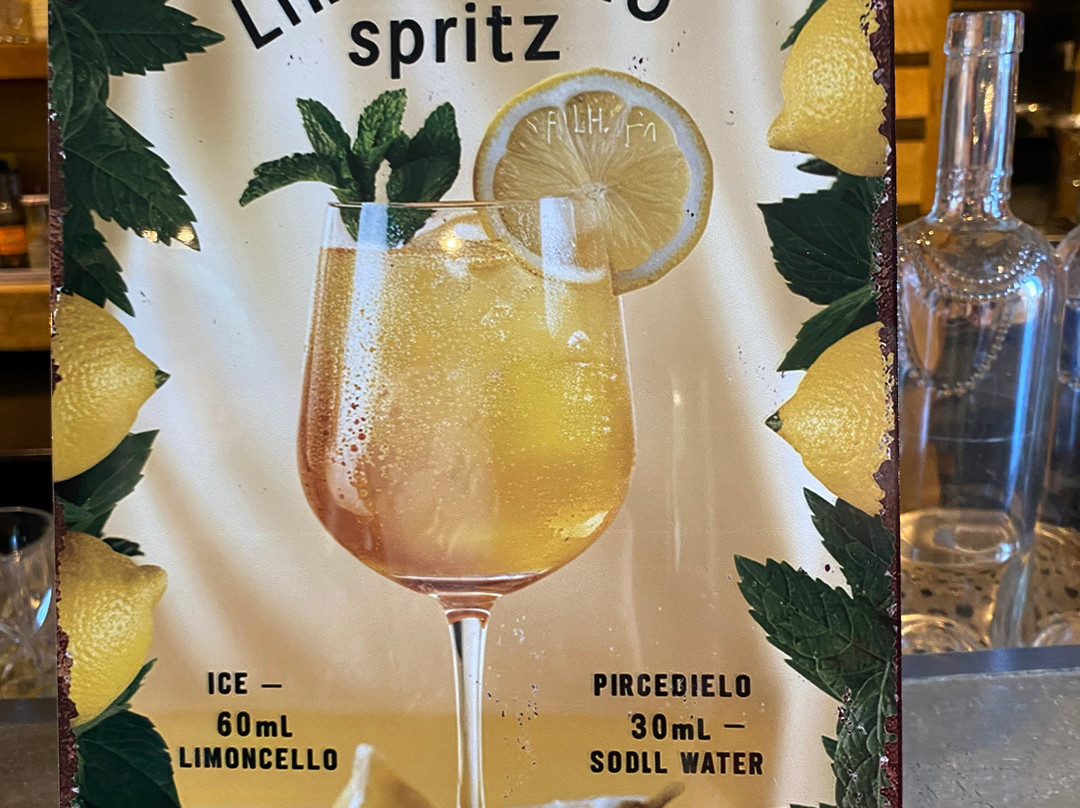 spritz
ICE —
60mL
LIMONCELLO
PIRCEDIELO
30mL —
SODLL WATER